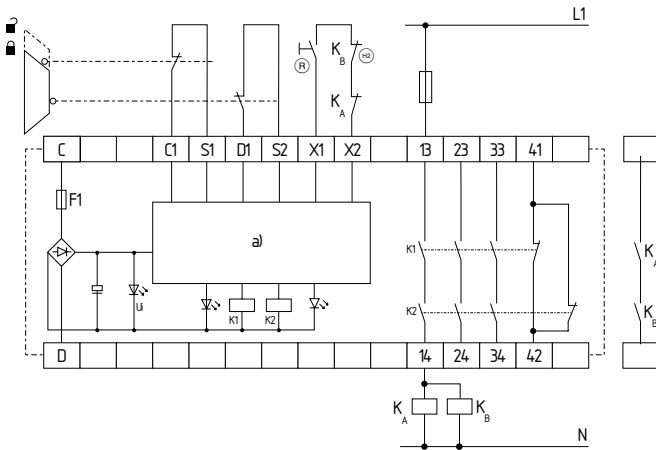 L1
K
B
H2
R
K
A
C C1 S1 D1 S2 X1 X2 13 23 33 41
F1
a)
K1
K
A
Ui
K1 K2
K2
K
B
D 14 24 34 42
K
A
K
B
N